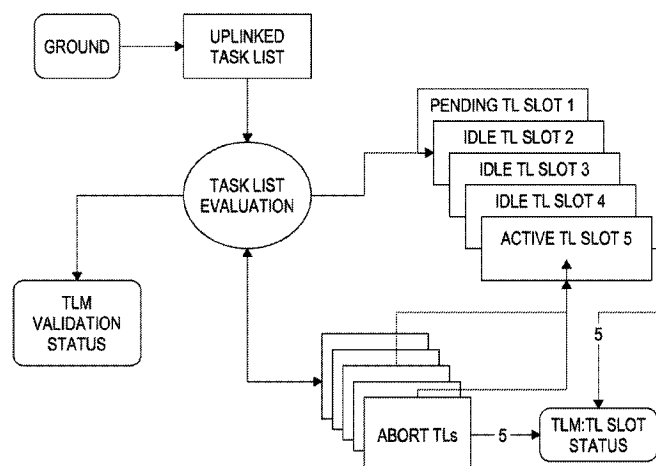 GROUND
UPLINKED
TASK LIST
PENDING TL SLOT 1
IDLE TL SLOT 2
IDLE TL SLOT 3
IDLE TL SLOT 4
ACTIVE TL SLOT 5
TASK LIST
EVALUATION
TLM
VALIDATION
STATUS
5
ABORT TLs
5
TLM:TL SLOT
STATUS